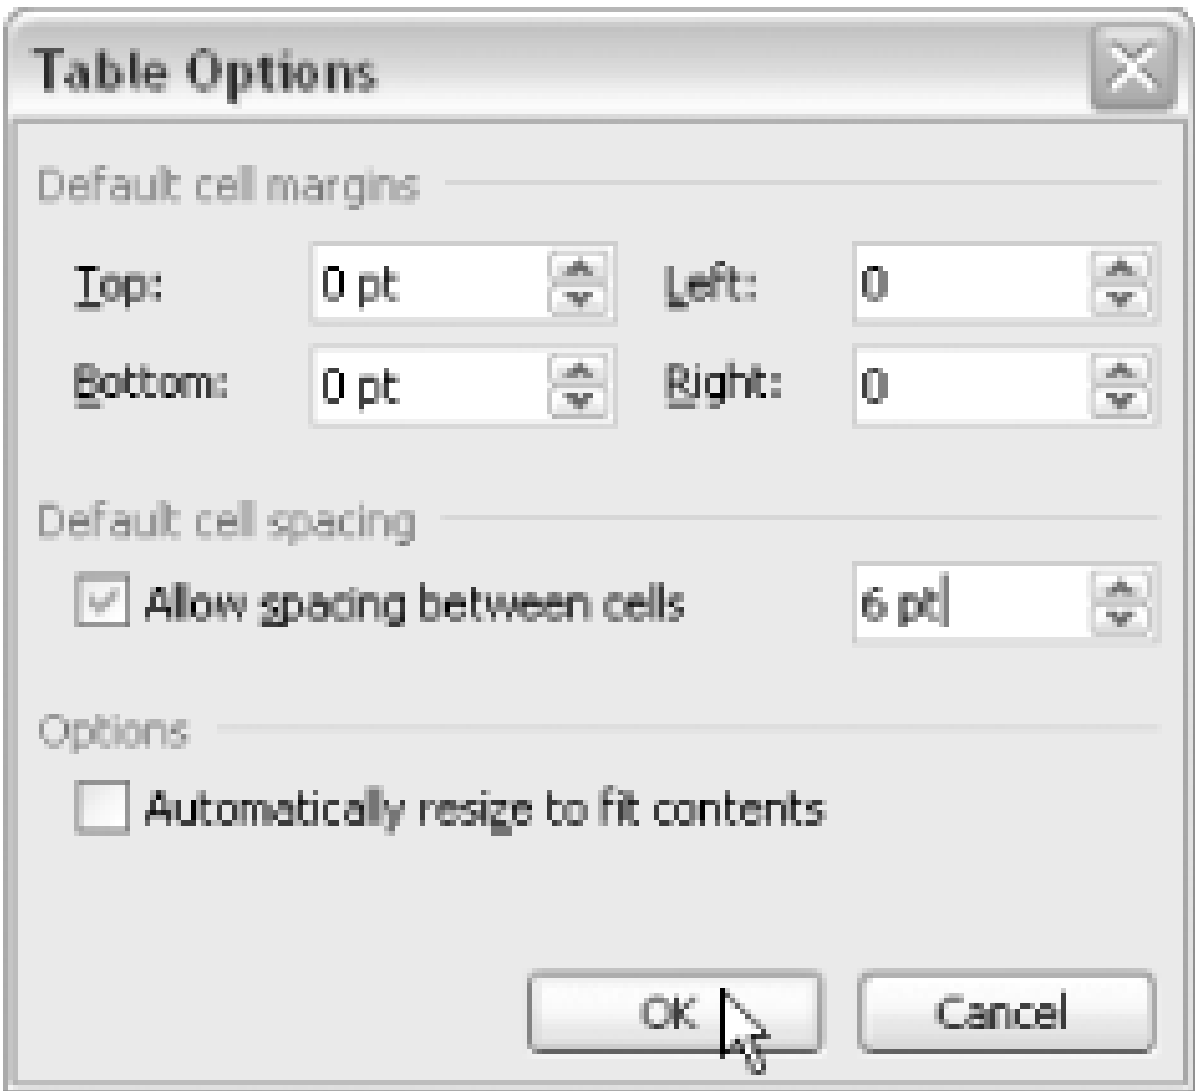 Table Options
Default cell margins
Top: 0 pt Left: 0
Bottom: 0 pt Right: 0
Default cell spacing
Allow spacing between cells 6 pt
Options
Automatically resize to fit contents
OK Cancel